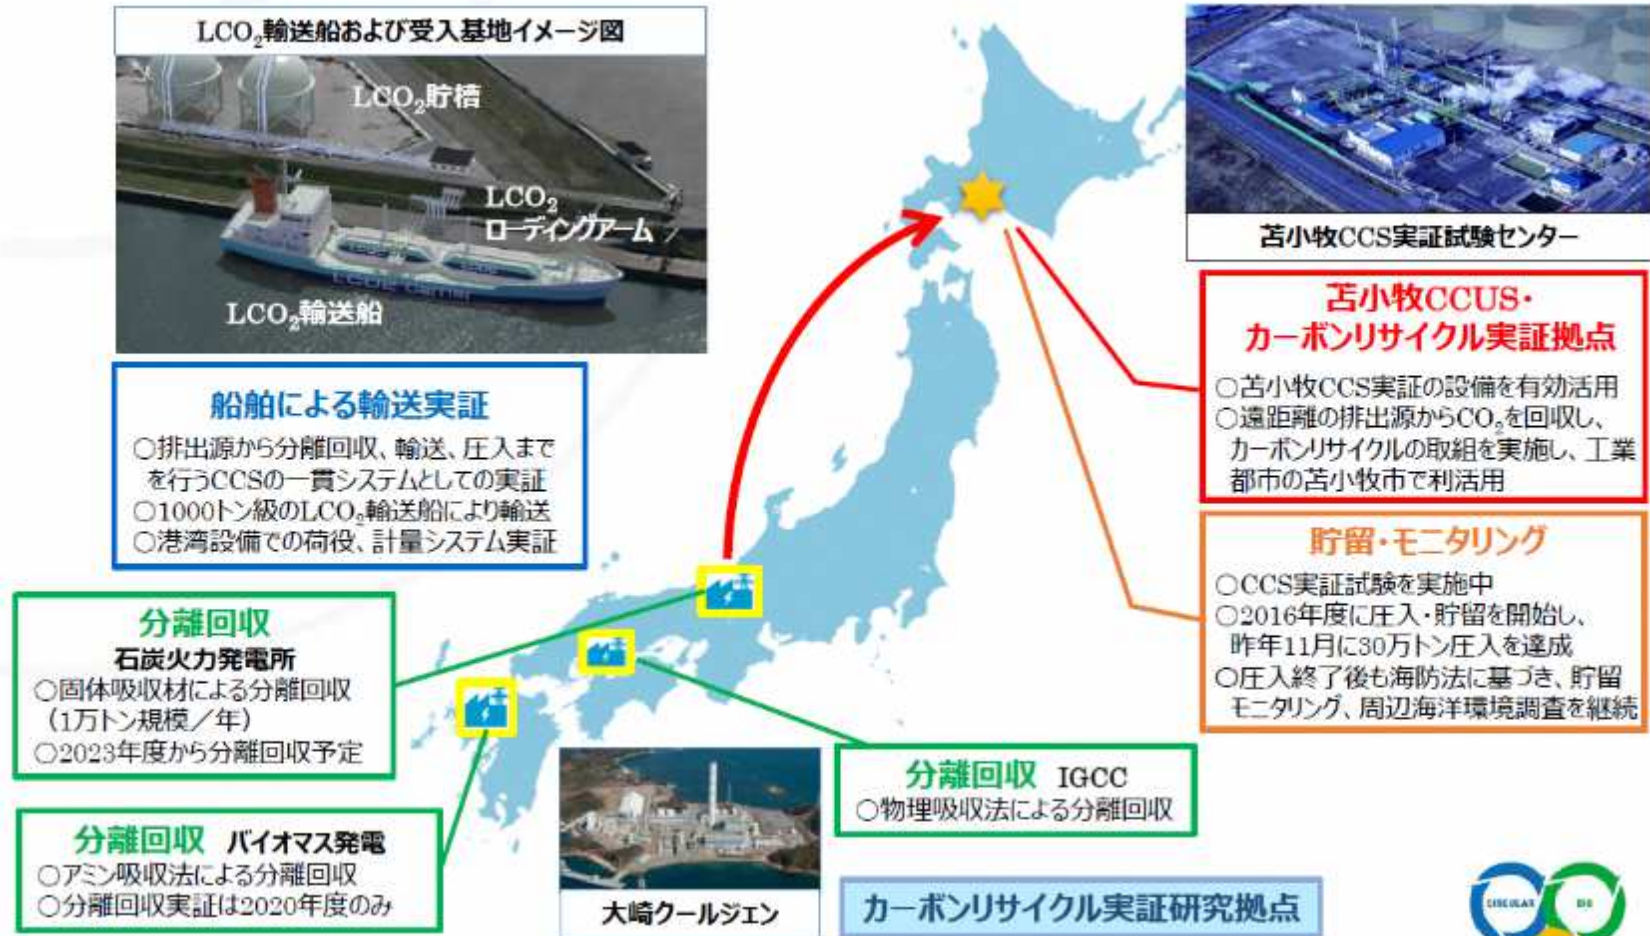 LCO₂輸送船および受入基地イメージ図
LCO₂貯槽
LCO₂
ローディングアーム
LCO₂輸送船
苫小牧CCS実証試験センター
船舶による輸送実証
○排出源から分離回収、輸送、圧入まで
を行うCCSの一貫システムとしての実証
○1000トン級のLCO₂輸送船により輸送
○港湾設備での荷役、計量システム実証
苫小牧CCUS・
カーボンリサイクル実証拠点
○苫小牧CCS実証の設備を有効活用
○遠距離の排出源からCO₂を回収し、
カーボンリサイクルの取組を実施し、工業
都市の苫小牧市で利活用
貯留・モニタリング
○CCS実証試験を実施中
○2016年度に圧入・貯留を開始し、
昨年11月に30万トン圧入を達成
○圧入終了後も海防法に基づき、貯留
モニタリング、周辺海洋環境調査を継続
分離回収
石炭火力発電所
○固体吸収材による分離回収
（1万トン規模／年）
○2023年度から分離回収予定
分離回収 バイオマス発電
○アミン吸収法による分離回収
○分離回収実証は2020年度のみ
大崎クールジェン
分離回収 IGCC
○物理吸収法による分離回収
カーボンリサイクル実証研究拠点